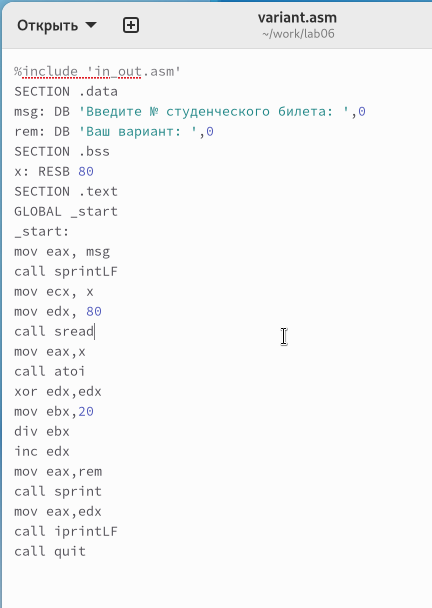 Открыть
variant.asm
~/work/lab06
%include 'in_out.asm'
SECTION .data
msg: DB 'Введите № студенческого билета: ',0
rem: DB 'Ваш вариант: ',0
SECTION .bss
x: RESB 80
SECTION .text
GLOBAL _start
_start:
mov eax, msg
call sprintLF
mov ecx, x
mov edx, 80
call sread
mov eax,x
call atoi
xor edx,edx
mov ebx,20
div ebx
inc edx
mov eax,rem
call sprint
mov eax,edx
call iprintLF
call quit